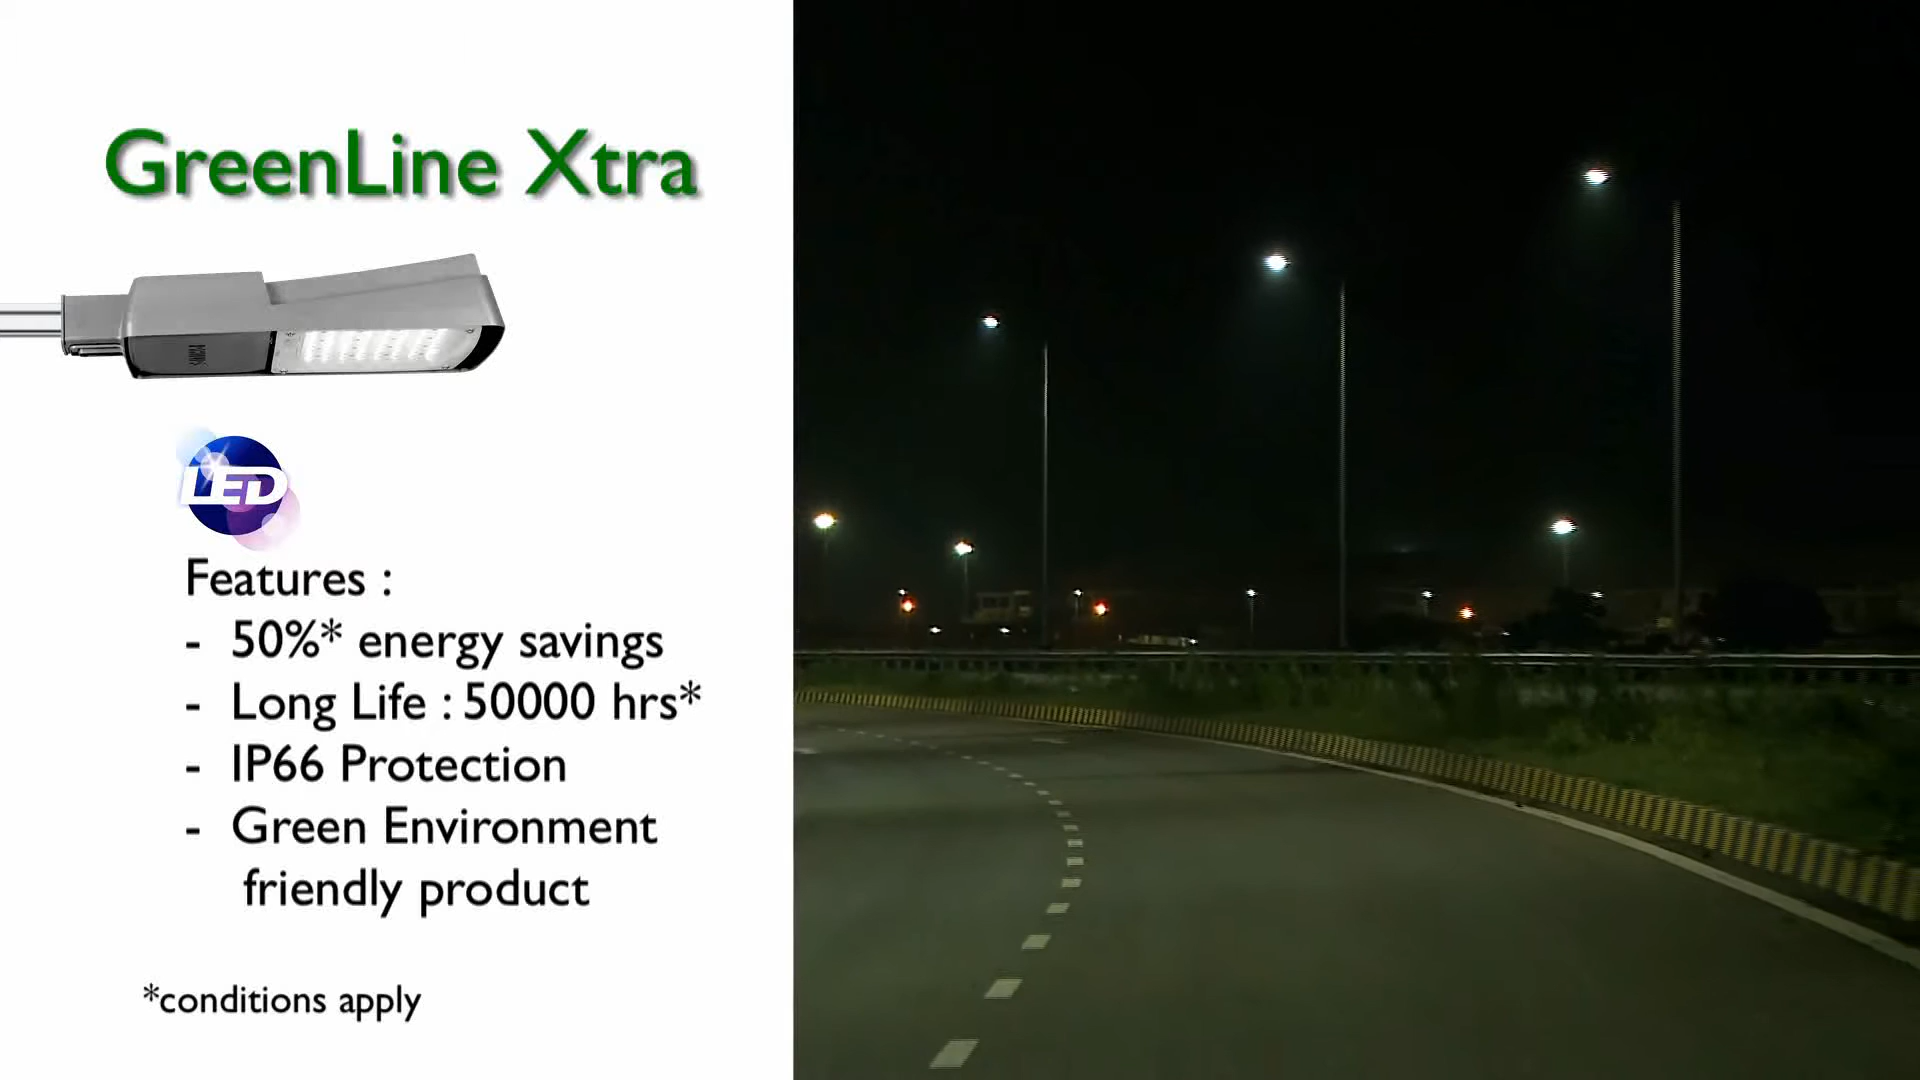 GreenLine Xtra
LED
Features :
- 50%* energy savings
- Long Life : 50000 hrs*
- IP66 Protection
- Green Environment
friendly product
*conditions apply